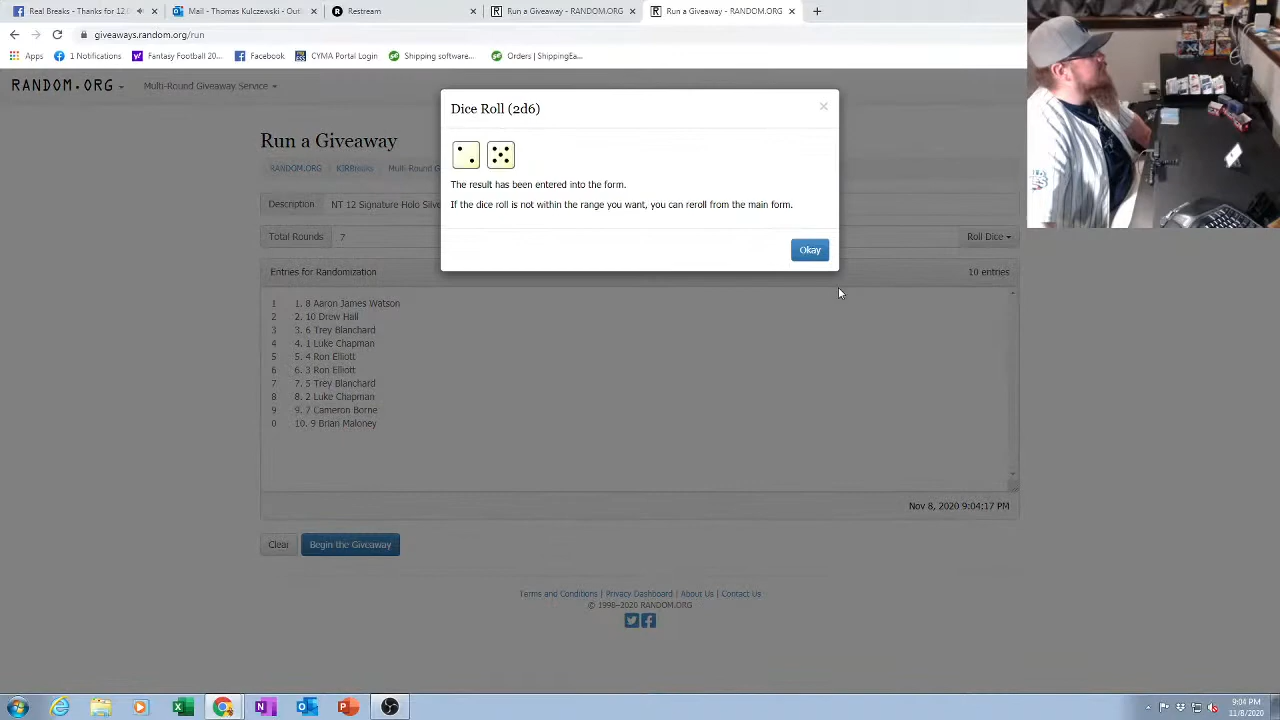 Real Breaks - Thanks for 12:
Mail - Thomas Kulczewski - Outl
Restream
Run a Giveaway - RANDOM.ORG
Run a Giveaway - RANDOM.ORG
giveaways.random.org/run
Apps
1 Notifications
Fantasy Football 20...
Facebook
CYMA Portal Login
Shipping software...
Orders | ShippingEa...
RANDOM.ORG
Multi-Round Giveaway Service
Dice Roll (2d6)
×
The result has been entered into the form.
If the dice roll is not within the range you want, you can reroll from the main form.
Okay
Run a Giveaway
RANDOM.ORG
K3RBreaks
Multi-Round G
Description
NT 12 Signature Holo Silve
Total Rounds
7
Roll Dice
Entries for Randomization
10 entries
1 1. 8 Aaron James Watson
2 2. 10 Drew Hall
3 3. 6 Trey Blanchard
4 4. 1 Luke Chapman
5 5. 4 Ron Elliott
6 6. 3 Ron Elliott
7 7. 5 Trey Blanchard
8 8. 2 Luke Chapman
9 9. 7 Cameron Borne
0 10. 9 Brian Maloney
Nov 8, 2020 9:04:17 PM
Clear
Begin the Giveaway
Terms and Conditions | Privacy Dashboard | About Us | Contact Us
© 1998–2020 RANDOM.ORG
9:04 PM
11/8/2020